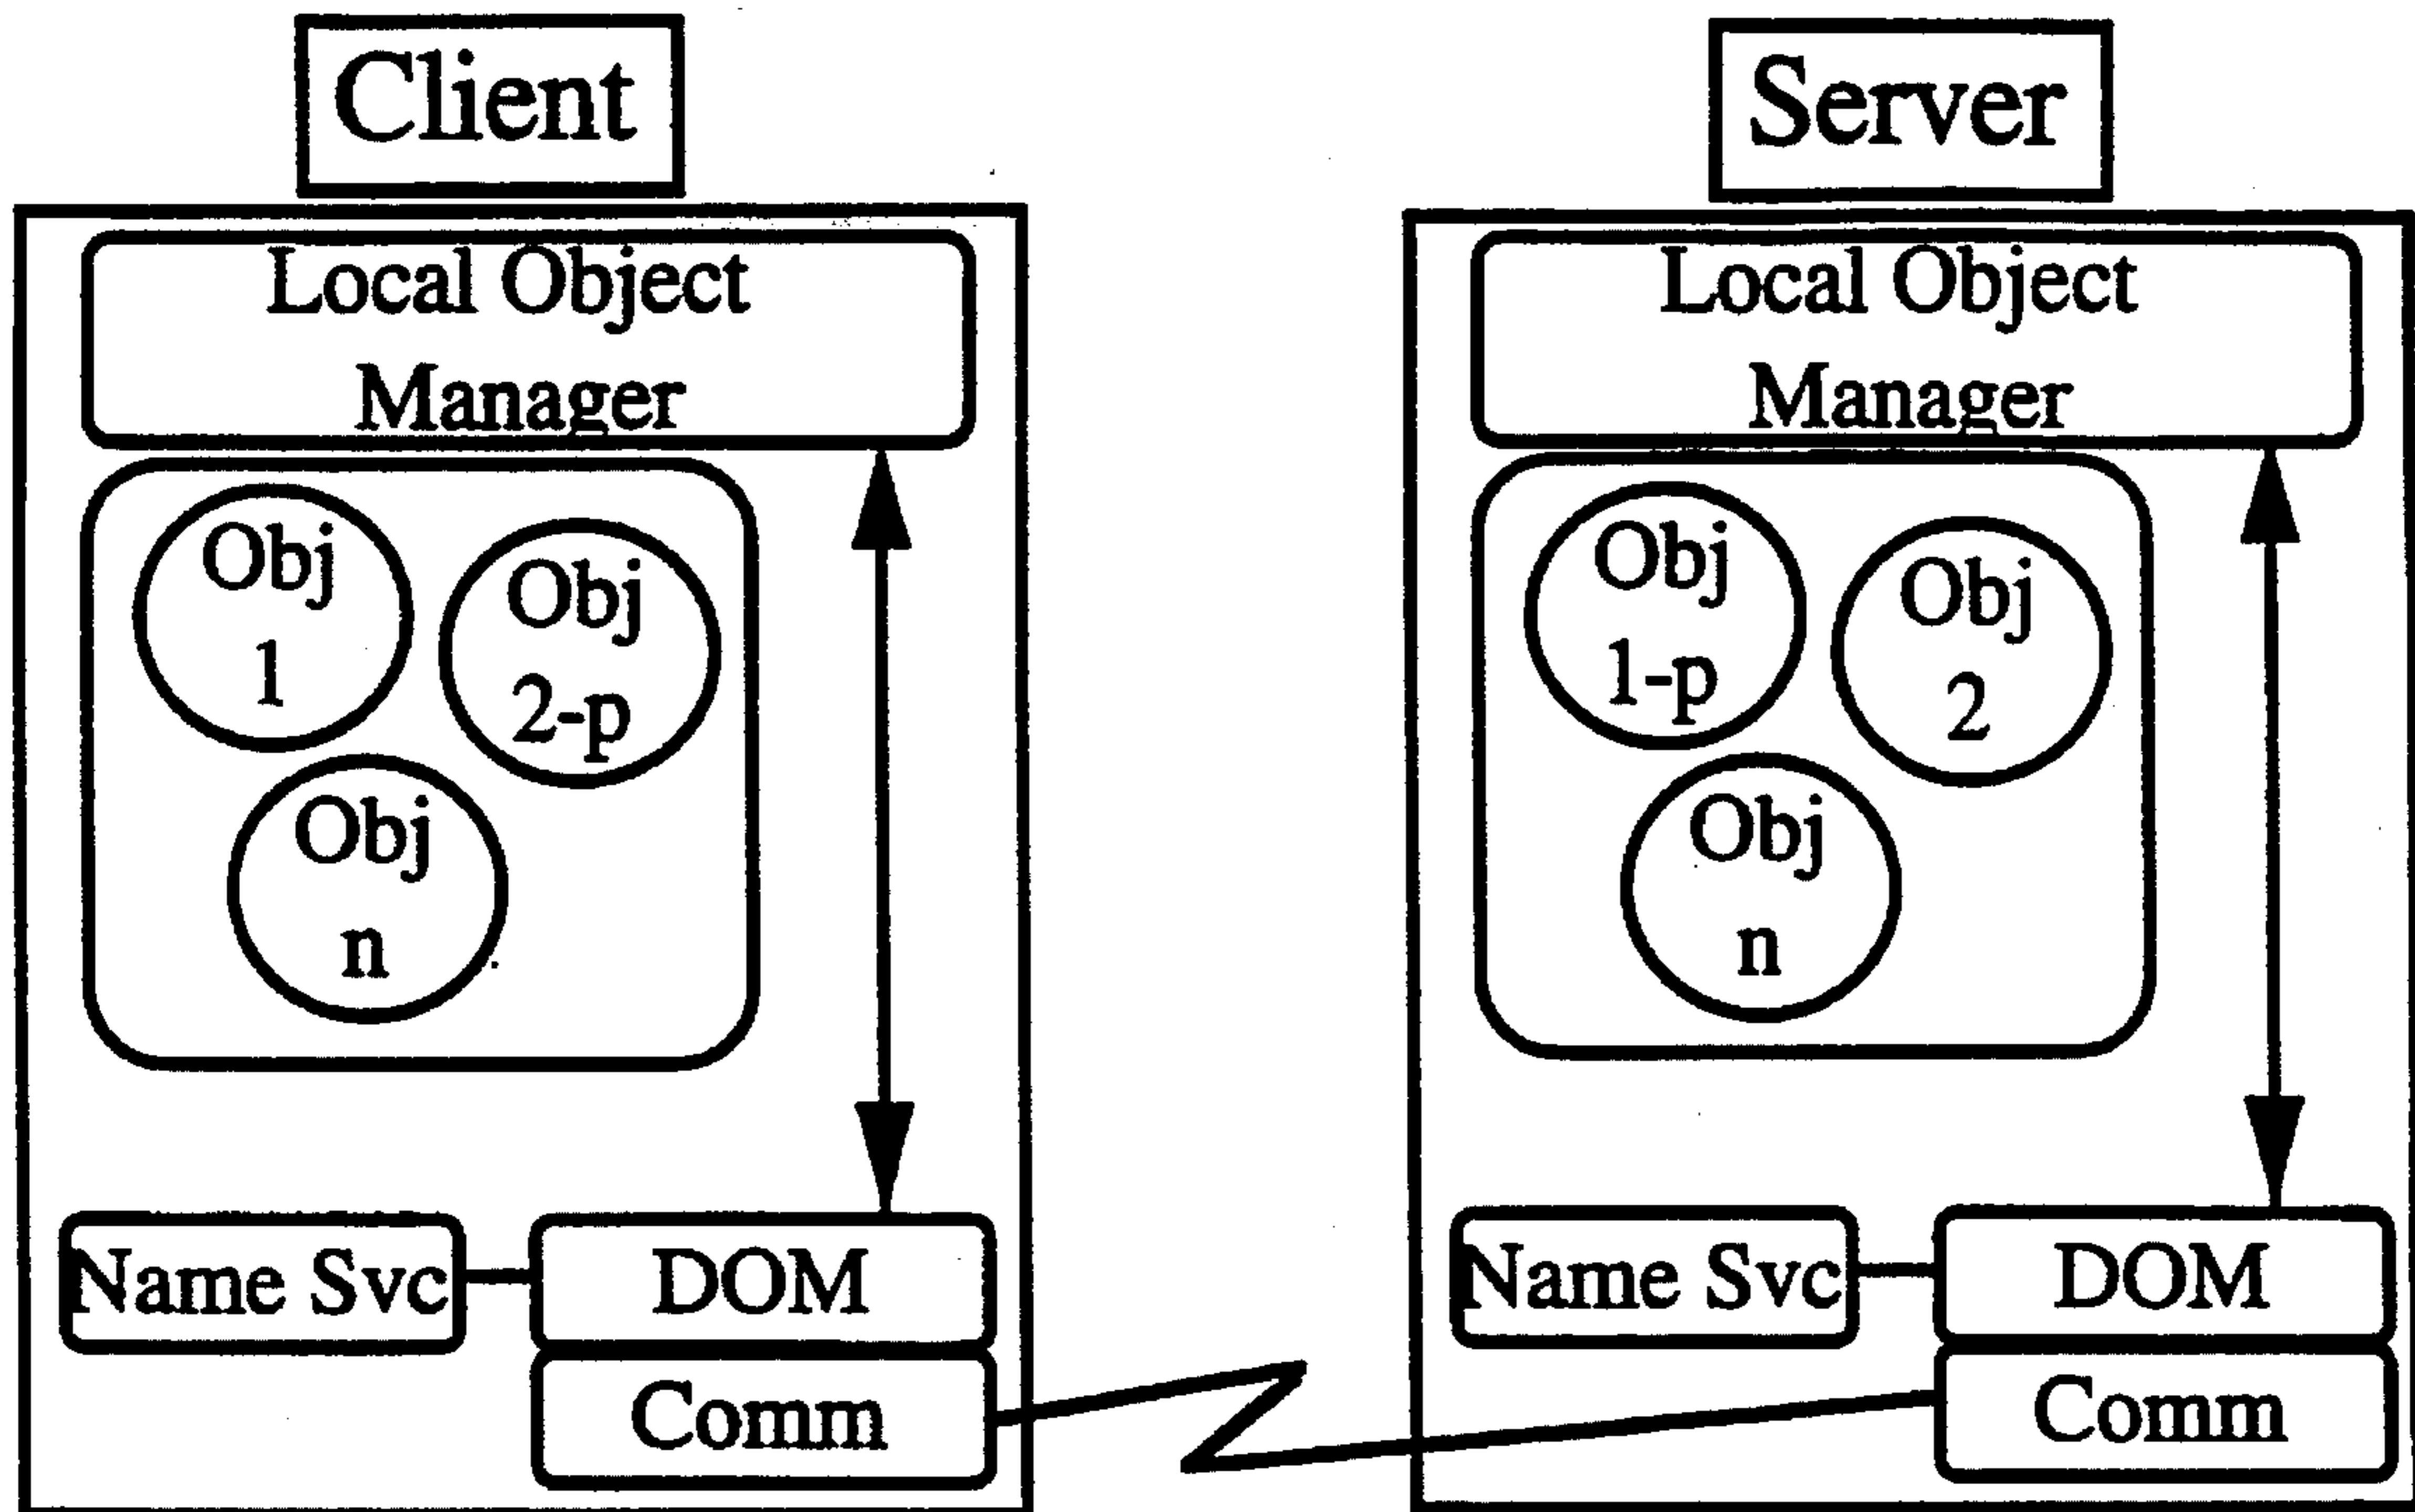 Client
Local Object
Manager
Obj
1
Obj
2-p
Obj
n
Name Svc
DOM
Comm
Server
Local Object
Manager
Obj
1-p
Obj
2
Obj
n
Name Svc
DOM
Comm